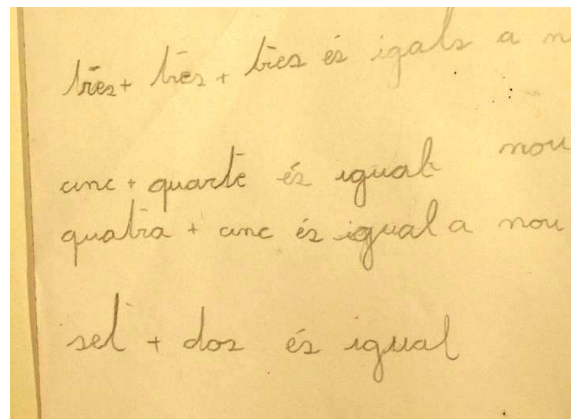 tres + tres + tres és igals a n
cinc + quarte és igual nou
quatra + cinc és igual a nou
set + dos és igual